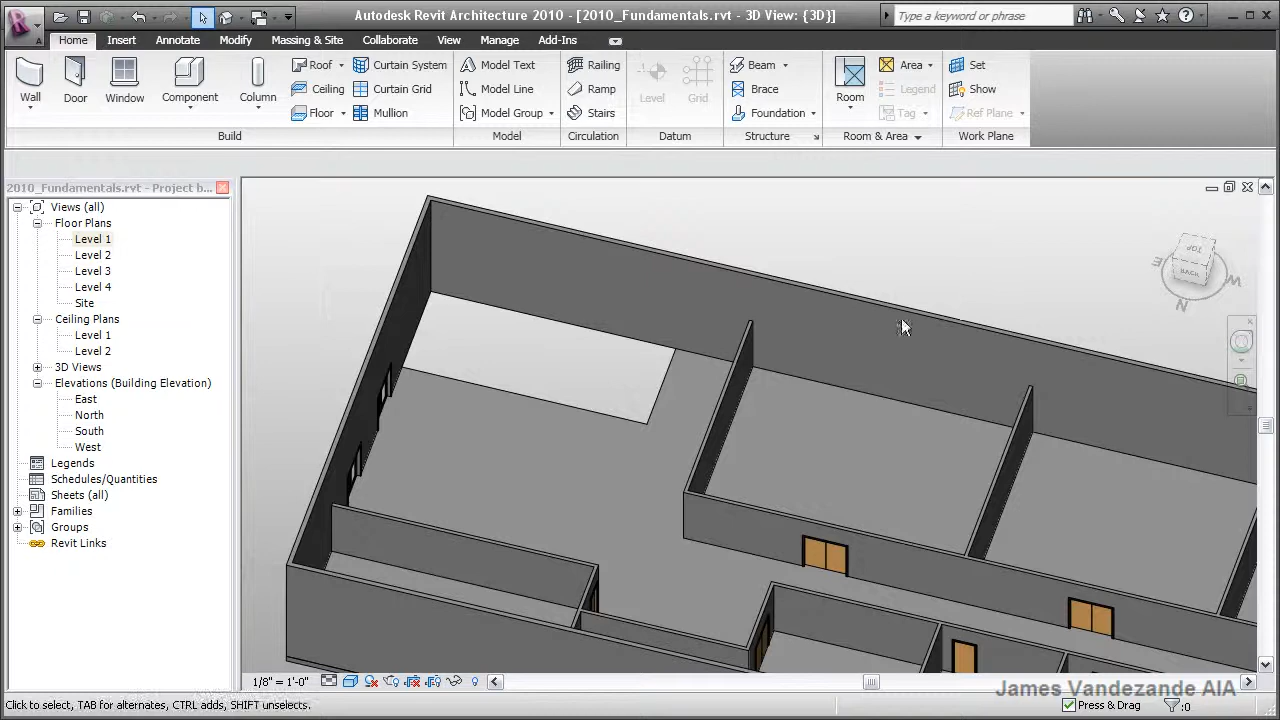 Autodesk Revit Architecture 2010 - [2010_Fundamentals.rvt - 3D View: {3D}]
Type a keyword or phrase
Home Insert Annotate Modify Massing & Site Collaborate View Manage Add-Ins
Wall
Door
Window
Component
Column
Roof
Ceiling
Floor
Curtain System
Curtain Grid
Mullion
Model Text
Model Line
Model Group
Railing
Ramp
Stairs
Level
Grid
Beam
Brace
Foundation
Room
Area
Legend
Tag
Set
Show
Ref Plane
Build Model Circulation Datum Structure Room & Area Work Plane
2010_Fundamentals.rvt - Project b...
Views (all)
Floor Plans
Level 1
Level 2
Level 3
Level 4
Site
Ceiling Plans
Level 1
Level 2
3D Views
Elevations (Building Elevation)
East
North
South
West
Legends
Schedules/Quantities
Sheets (all)
Families
Groups
Revit Links
TOP
BACK
E
W
N
1/8" = 1'-0"
James Vandezande AIA
Click to select, TAB for alternates, CTRL adds, SHIFT unselects.
Press & Drag
:0